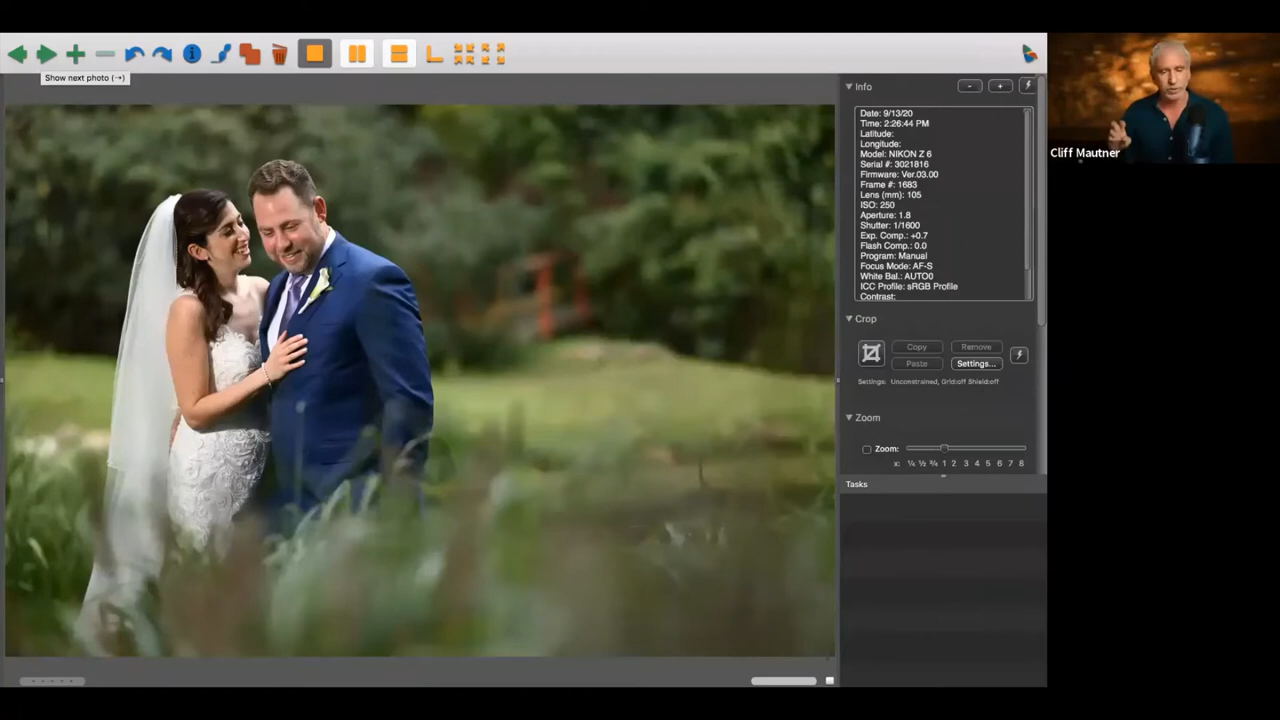 Show next photo (→)
Info
-
+
Date: 9/13/20
Time: 2:26:44 PM
Latitude:
Longitude:
Model: NIKON Z 6
Serial #: 3021816
Firmware: Ver.03.00
Frame #: 1683
Lens (mm): 105
ISO: 250
Aperture: 1.8
Shutter: 1/1600
Exp. Comp.: +0.7
Flash Comp.: 0.0
Program: Manual
Focus Mode: AF-S
White Bal.: AUTO0
ICC Profile: sRGB Profile
Contrast:
Crop
Copy Remove
Paste Settings...
Settings: Unconstrained, Grid:off Shield:off
Zoom
Zoom:
x: ¼ ½ ¾ 1 2 3 4 5 6 7 8
Tasks
Cliff Mautner